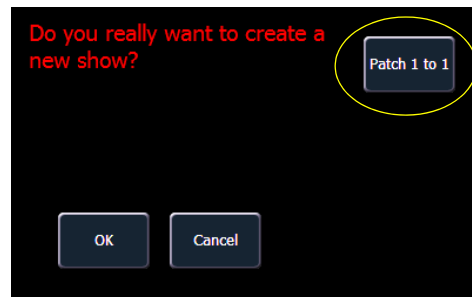 Do you really want to create a
new show?
Patch 1 to 1
OK
Cancel